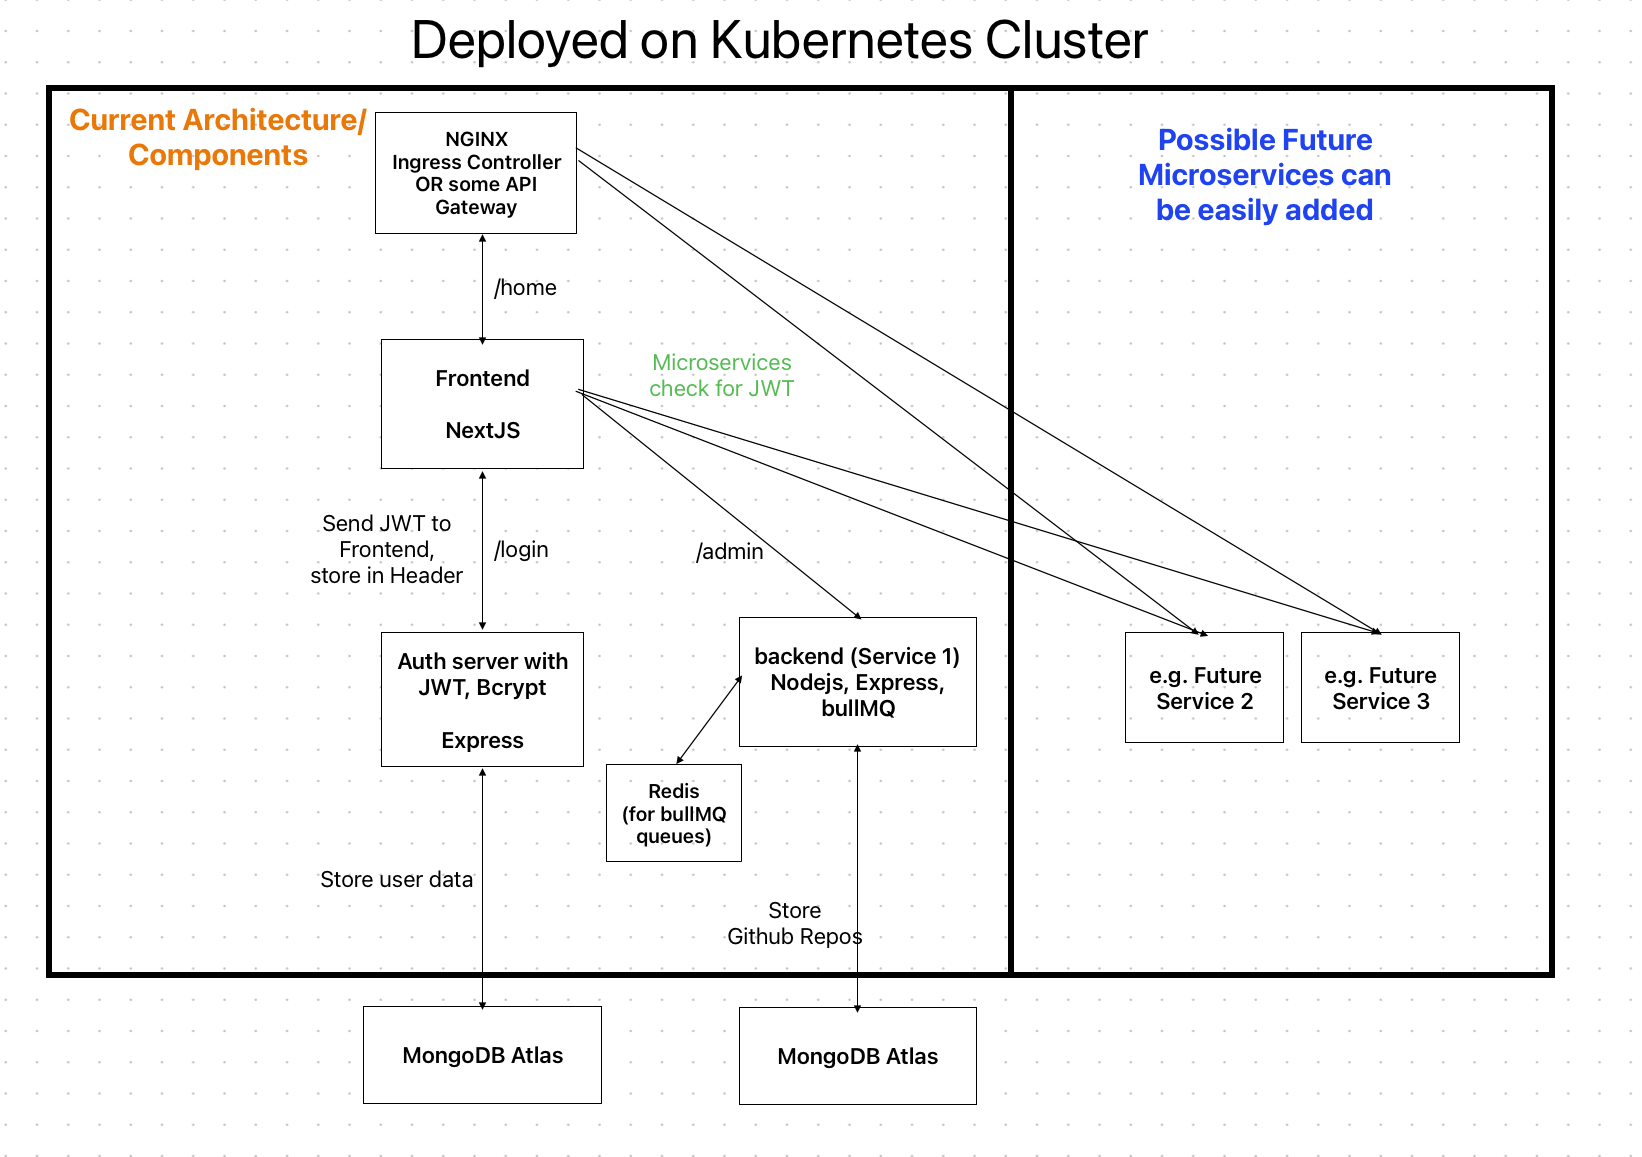 Deployed on Kubernetes Cluster
Current Architecture/
Components
NGINX
Ingress Controller
OR some API
Gateway
Possible Future
Microservices can
be easily added
/home
Frontend
NextJS
Microservices
check for JWT
Send JWT to
Frontend,
store in Header
/login
/admin
Auth server with
JWT, Bcrypt
Express
backend (Service 1)
Nodejs, Express,
bullMQ
e.g. Future
Service 2
e.g. Future
Service 3
Redis
(for bullMQ
queues)
Store user data
Store
Github Repos
MongoDB Atlas
MongoDB Atlas